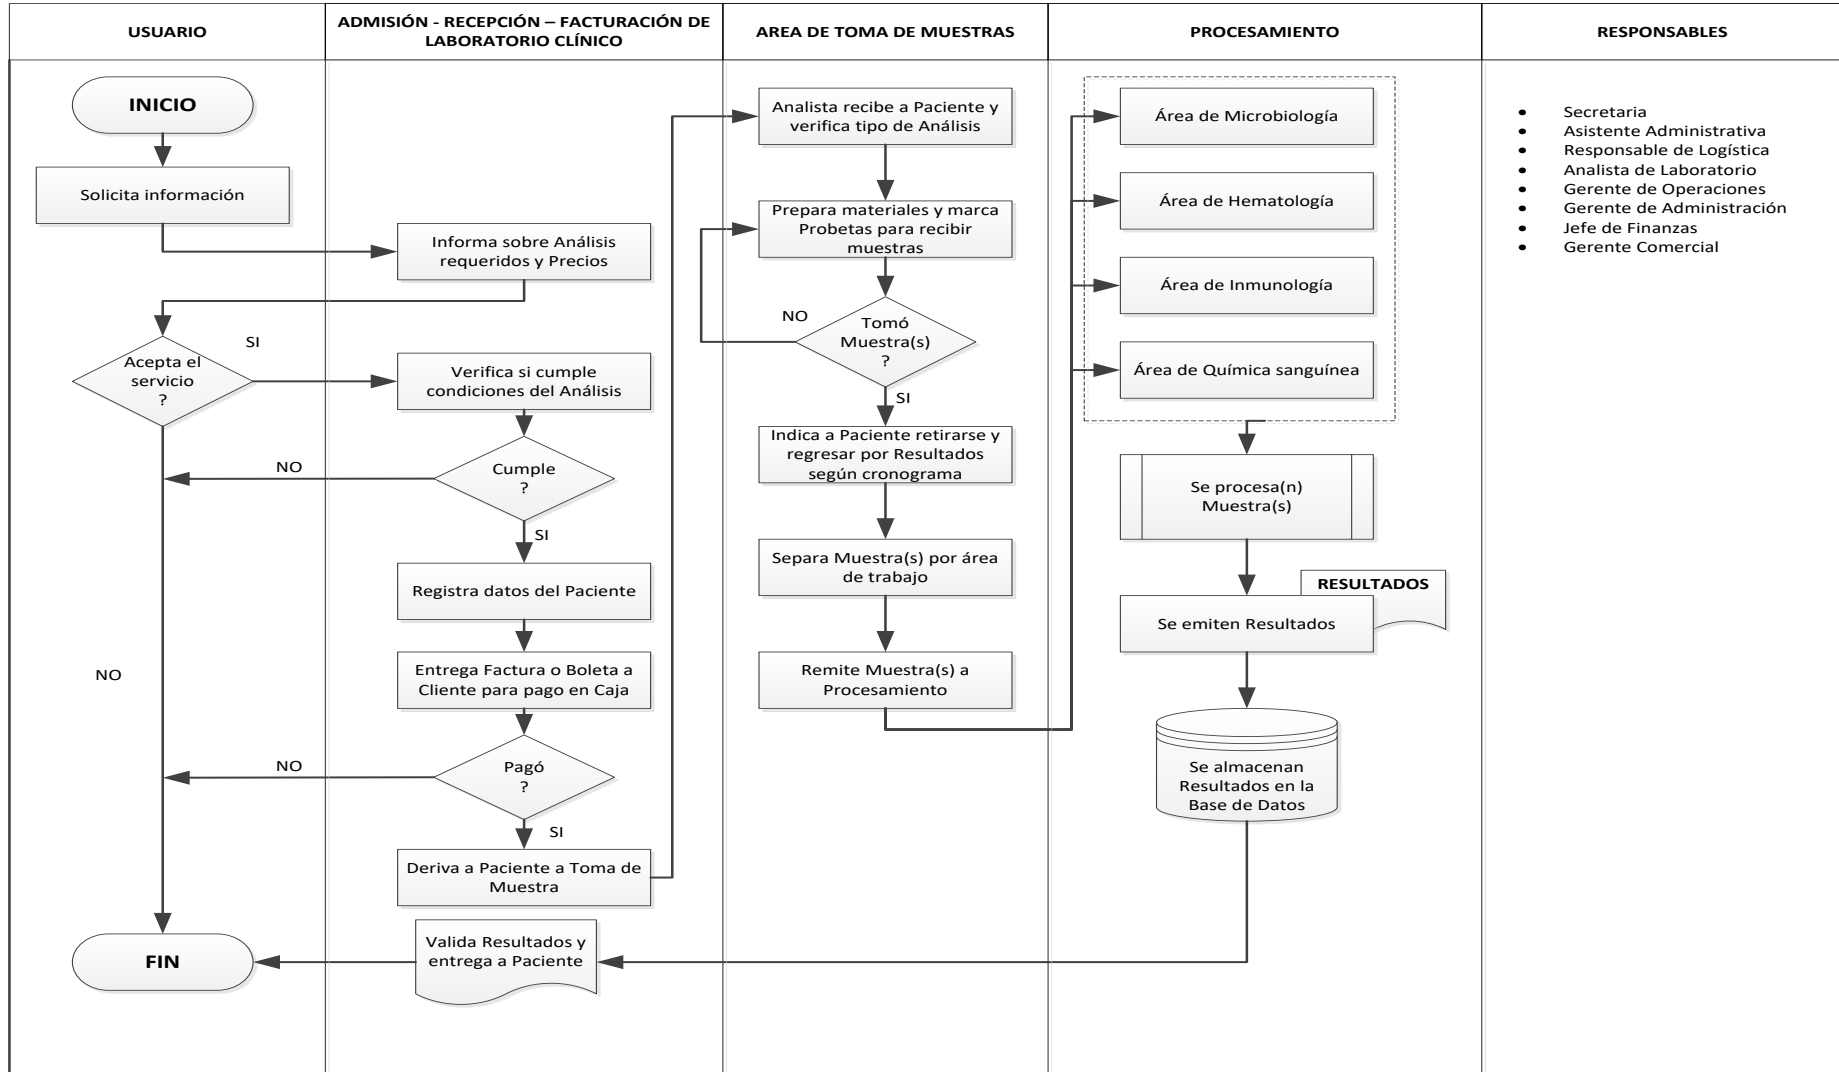 USUARIO
ADMISIÓN - RECEPCIÓN – FACTURACIÓN DE
LABORATORIO CLÍNICO
AREA DE TOMA DE MUESTRAS
PROCESAMIENTO
RESPONSABLES
INICIO
Solicita información
Informa sobre Análisis
requeridos y Precios
Acepta el
servicio
?
SI
NO
Verifica si cumple
condiciones del Análisis
Cumple
?
NO
SI
Registra datos del Paciente
Entrega Factura o Boleta a
Cliente para pago en Caja
Pagó
?
NO
SI
Deriva a Paciente a Toma de
Muestra
Analista recibe a Paciente y
verifica tipo de Análisis
Prepara materiales y marca
Probetas para recibir
muestras
Tomó
Muestra(s)
?
NO
SI
Indica a Paciente retirarse y
regresar por Resultados
según cronograma
Separa Muestra(s) por área
de trabajo
Remite Muestra(s) a
Procesamiento
Área de Microbiología
Área de Hematología
Área de Inmunología
Área de Química sanguínea
Se procesa(n)
Muestra(s)
RESULTADOS
Se emiten Resultados
Se almacenan
Resultados en la
Base de Datos
Valida Resultados y
entrega a Paciente
FIN
• Secretaria
• Asistente Administrativa
• Responsable de Logística
• Analista de Laboratorio
• Gerente de Operaciones
• Gerente de Administración
• Jefe de Finanzas
• Gerente Comercial